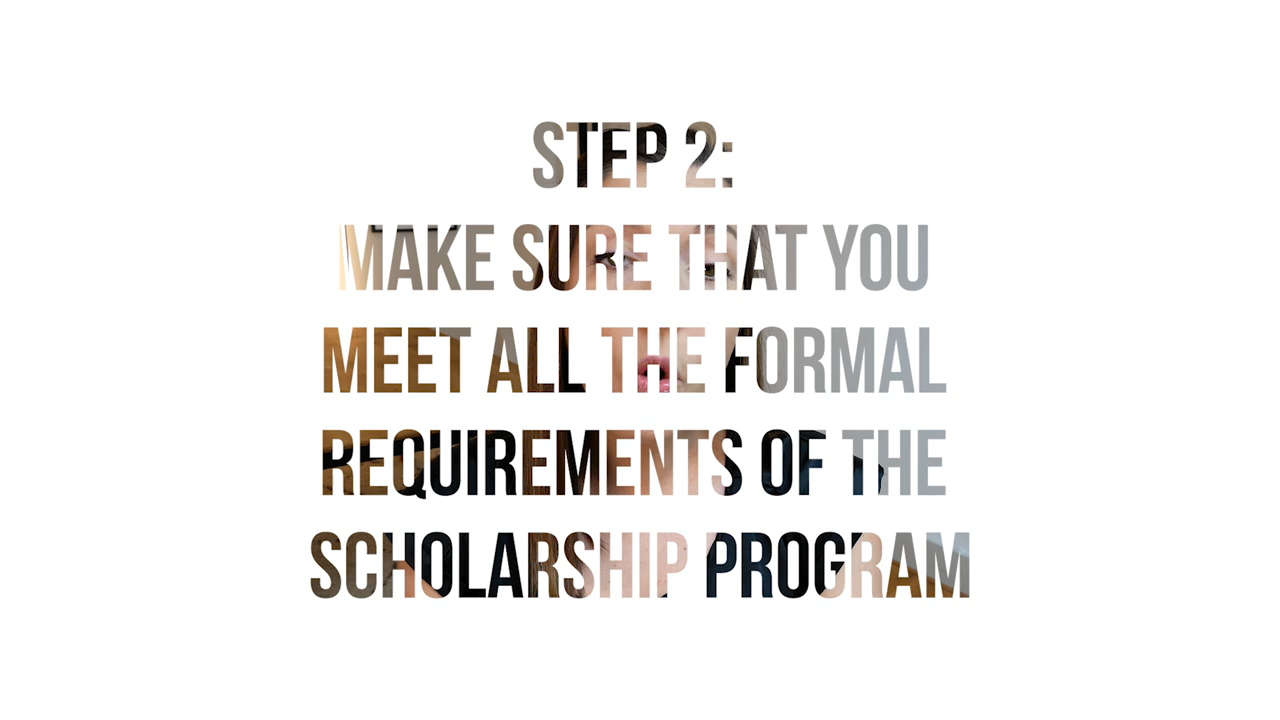 STEP 2:
MAKE SURE THAT YOU
MEET ALL THE FORMAL
REQUIREMENTS OF THE
SCHOLARSHIP PROGRAM